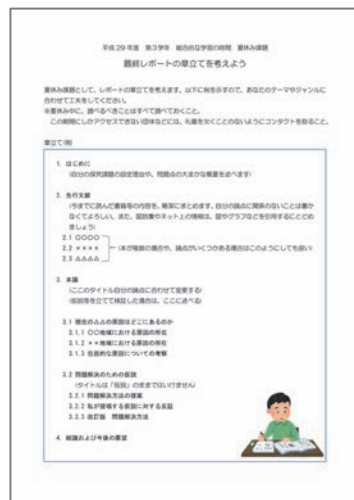 平成29年度　第3学年　総合的な学習の時間　夏休み課題
最終レポートの章立てを考えよう
夏休み課題として、レポートの章立てを考えます。以下に例を示すので、あなたのテーマやジャンルに
合わせて工夫をしてください。
※夏休み中に、調べるべきことはすべて調べておくこと。
この期間にしかアクセスできない団体などには、礼儀を欠くことのないようにコンタクトを取ること。
章立て(例)
1. はじめに
(自分の探究課題の設定理由や、問題点の大まかな概要を述べます)
2. 先行文献
(今までに読んだ書籍等の内容を、簡潔にまとめます。自分の論点に関係のないことは書か
なくてよろしい。また、図説集やネット上の情報は、図やグラフなどを引用するにとどめ
ましょう)
2.1 ○○○○
2.2 ××××　(本が複数の場合や、論点がいくつかある場合はこのようにしても良い)
2.3 △△△△
3. 本論
(ここのタイトル自分の論点に合わせて変更する)
(仮説等を立てて検証した場合は、ここに述べる)
3.1 現在の△△の原因はどこにあるのか
3.1.1 ○○地域における原因の所在
3.1.2 ××地域における原因の所在
3.1.3 包括的な原因についての考察
3.2 問題解決のための仮説
(タイトルは「仮説」のままではいけません)
3.2.1 問題解決方法の提案
3.2.2 私が提唱する仮説に対する反証
3.2.3 改訂版　問題解決方法
4. 結論および今後の展望